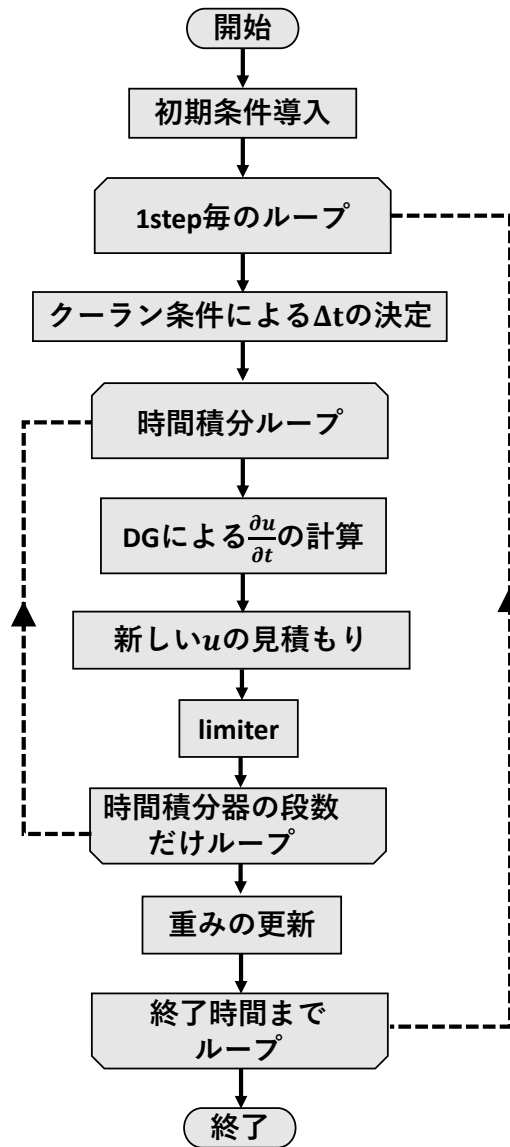 開始
初期条件導入
1step毎のループ
クーラン条件によるΔtの決定
時間積分ループ
DGによる∂u/∂tの計算
新しいuの見積もり
limiter
時間積分器の段数
だけループ
重みの更新
終了時間まで
ループ
終了